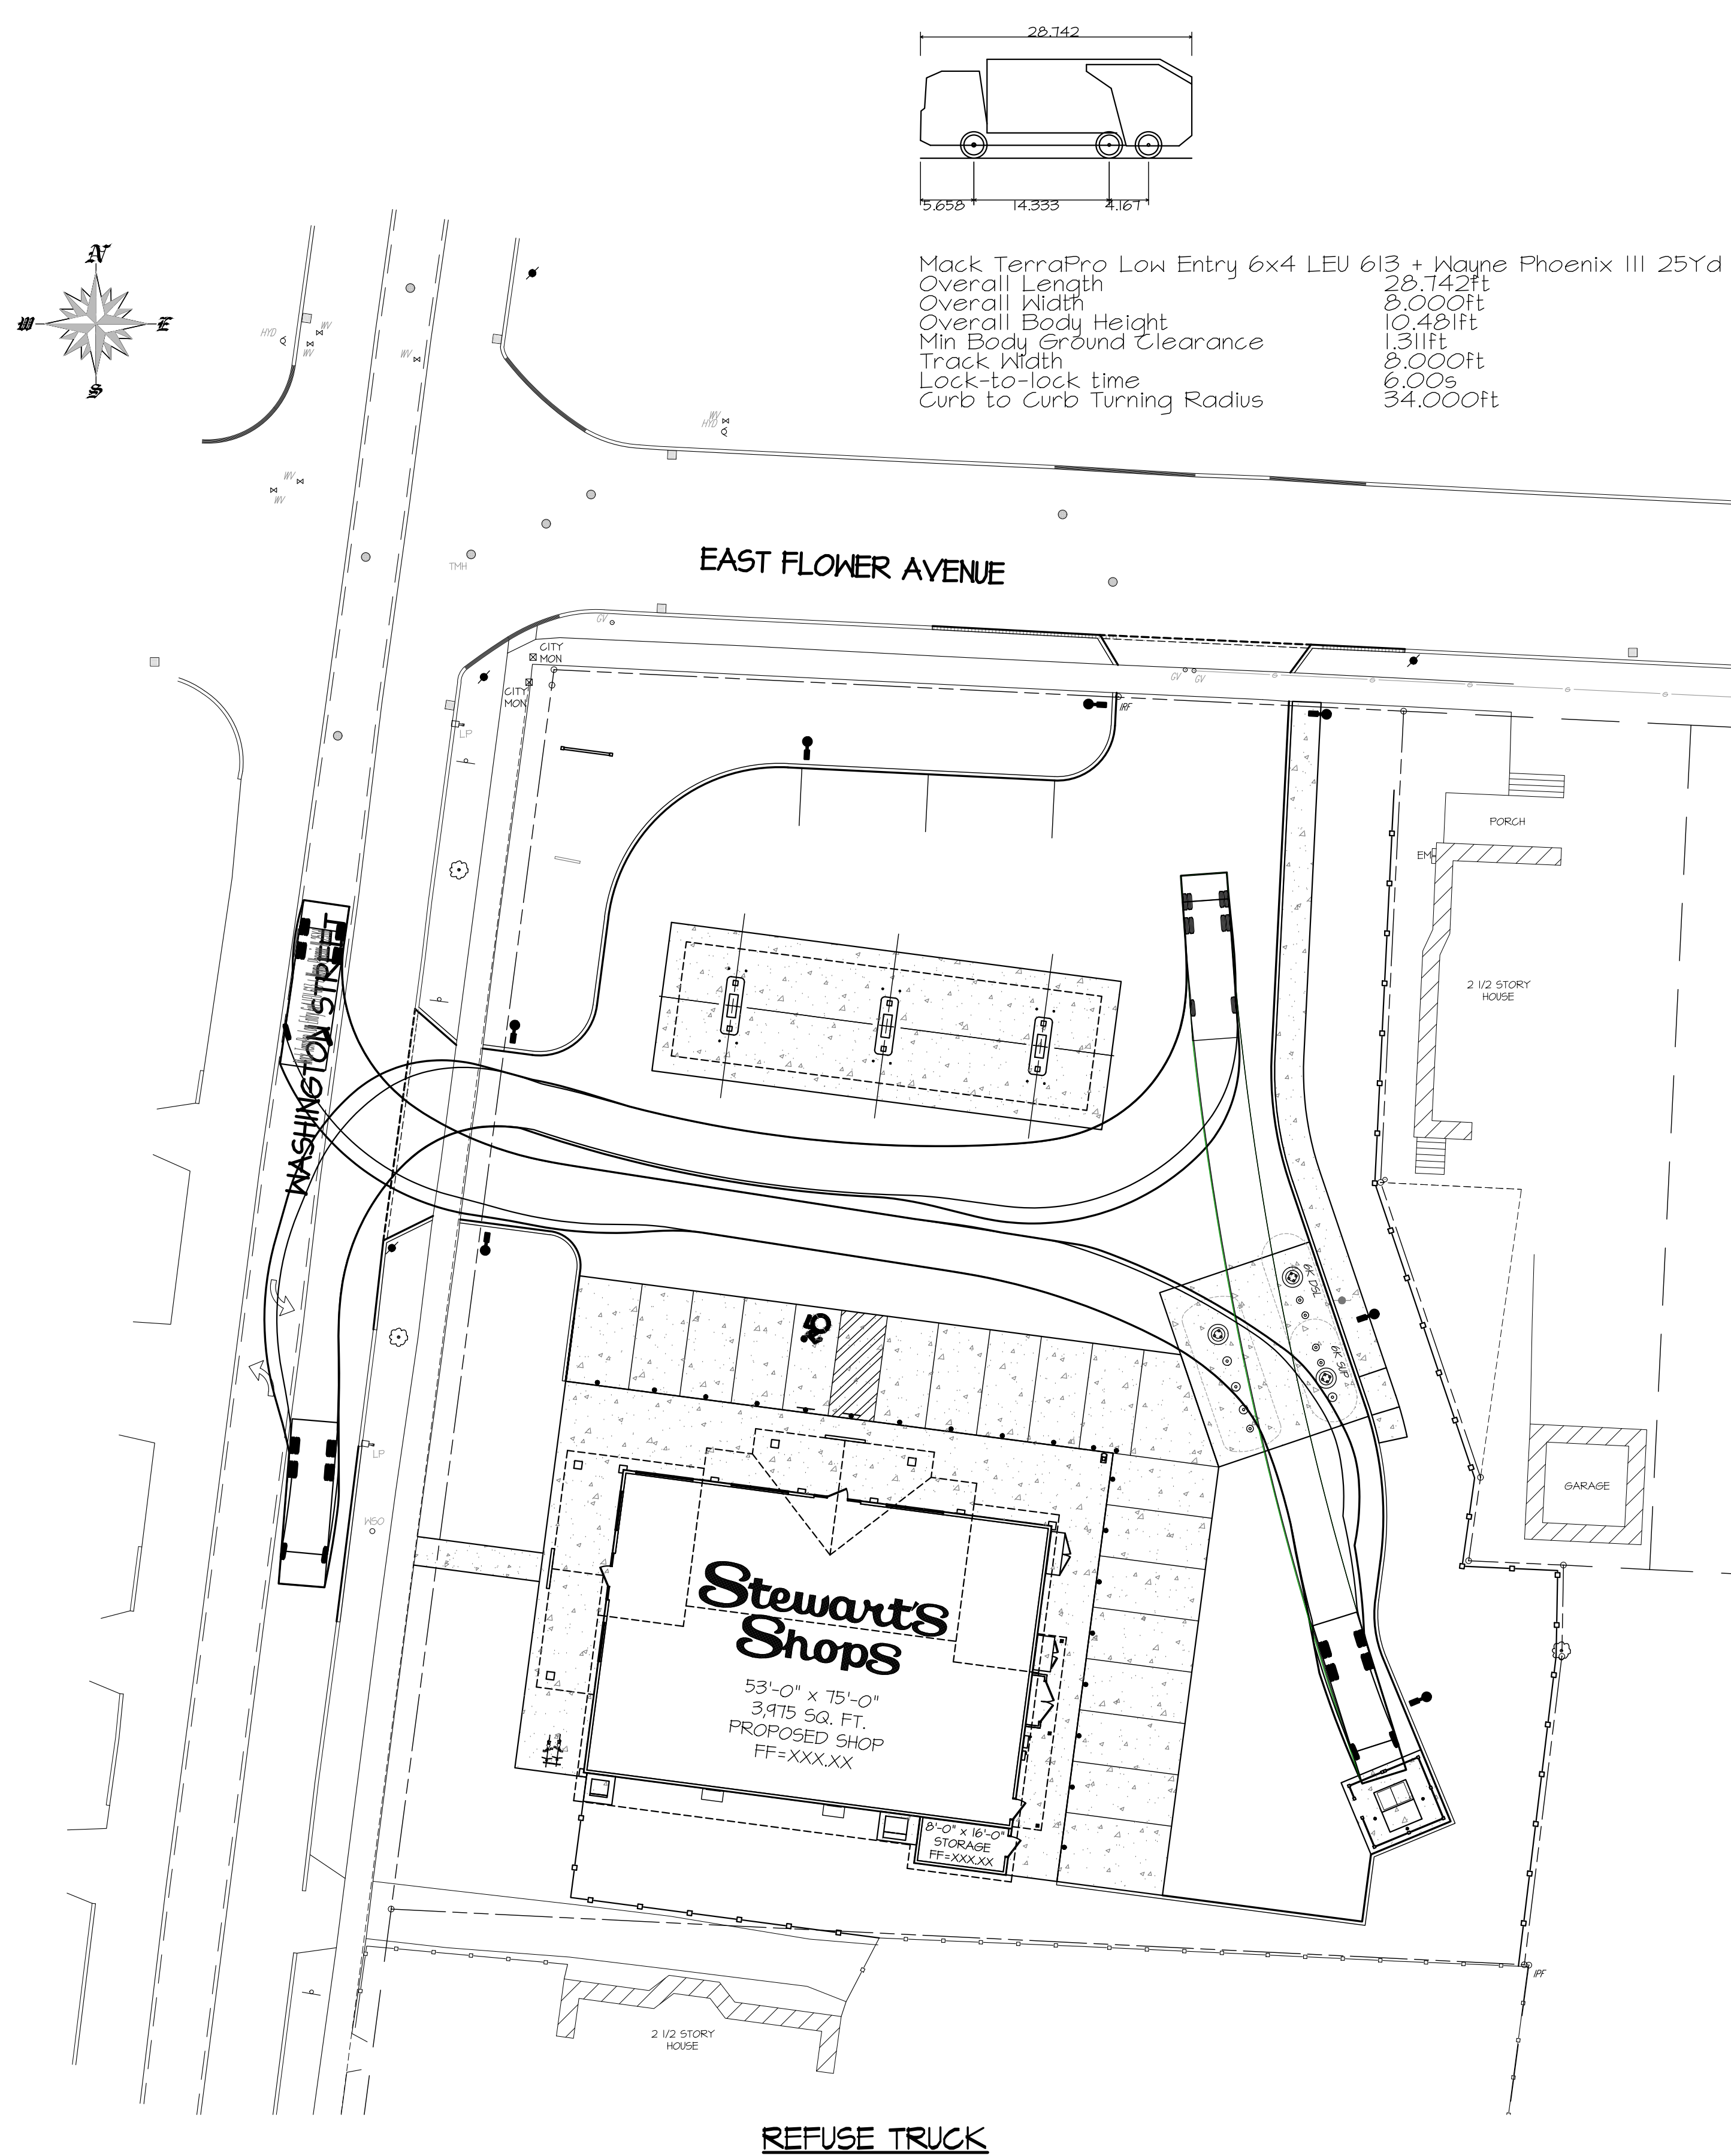 28.742
5.658 14.333 4.167
Mack TerraPro Low Entry 6x4 LEU 613 + Wayne Phoenix III 25Yd
Overall Length 28.742ft
Overall Width 8.000ft
Overall Body Height 10.481ft
Min Body Ground Clearance 1.311ft
Track Width 8.000ft
Lock-to-lock time 6.00s
Curb to Curb Turning Radius 34.000ft
N
W E
S
HYD
WV
WV
WV
WV
HYD
WV
WV
TMH
EAST FLOWER AVENUE
GV
CITY
MON
CITY
MON
GV GV
G G G G G
IRF
LP
PORCH
EM
2 1/2 STORY
HOUSE
WASHINGTON STREET
6K DSL
6K SUP
LP
WSO
GARAGE
Stewart's
Shops
53'-0" x 75'-0"
3,975 SQ. FT.
PROPOSED SHOP
FF=XXX.XX
8'-0" x 16'-0"
STORAGE
FF=XXX.XX
IPF
2 1/2 STORY
HOUSE
REFUSE TRUCK